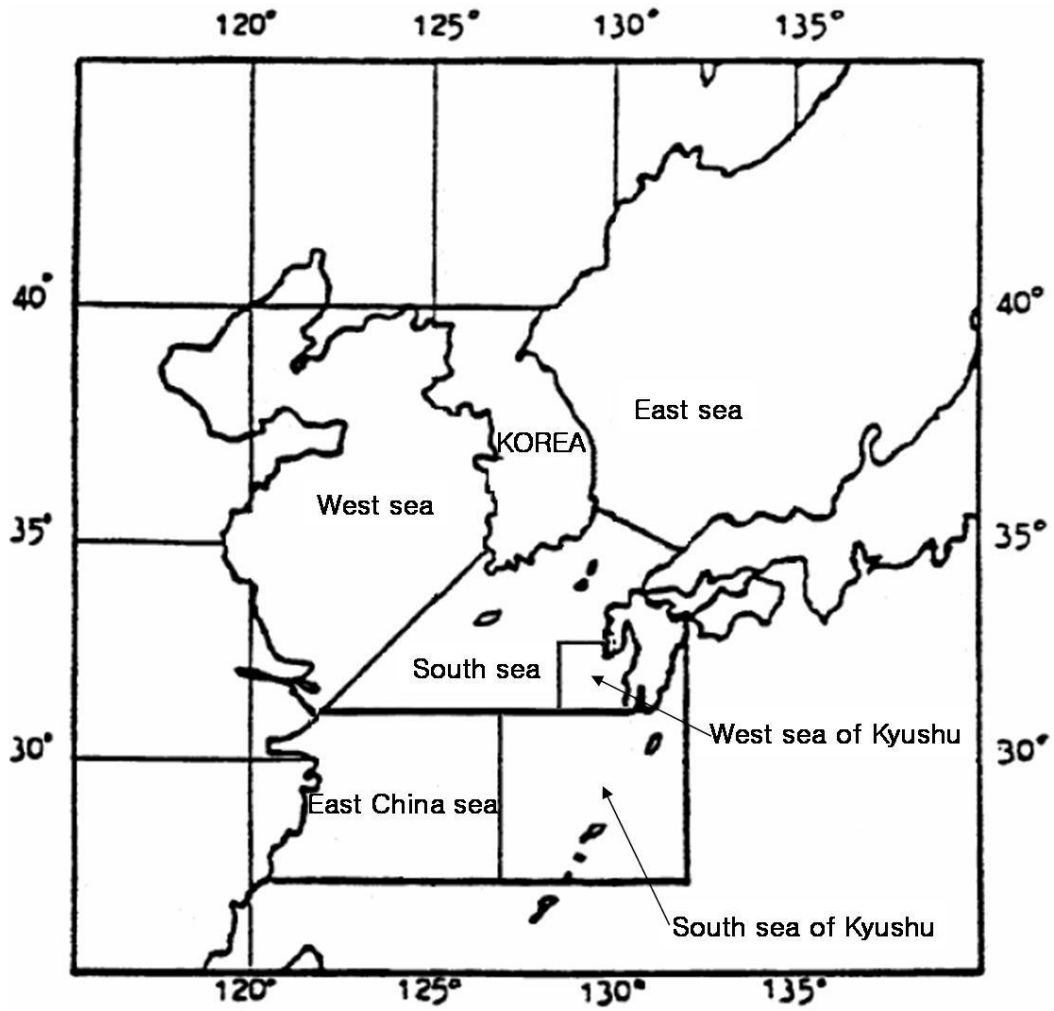 120° 125° 130° 135°
40° 40°
East sea
KOREA
West sea
35° 35°
South sea
West sea of Kyushu
30° 30°
East China sea
South sea of Kyushu
120° 125° 130° 135°